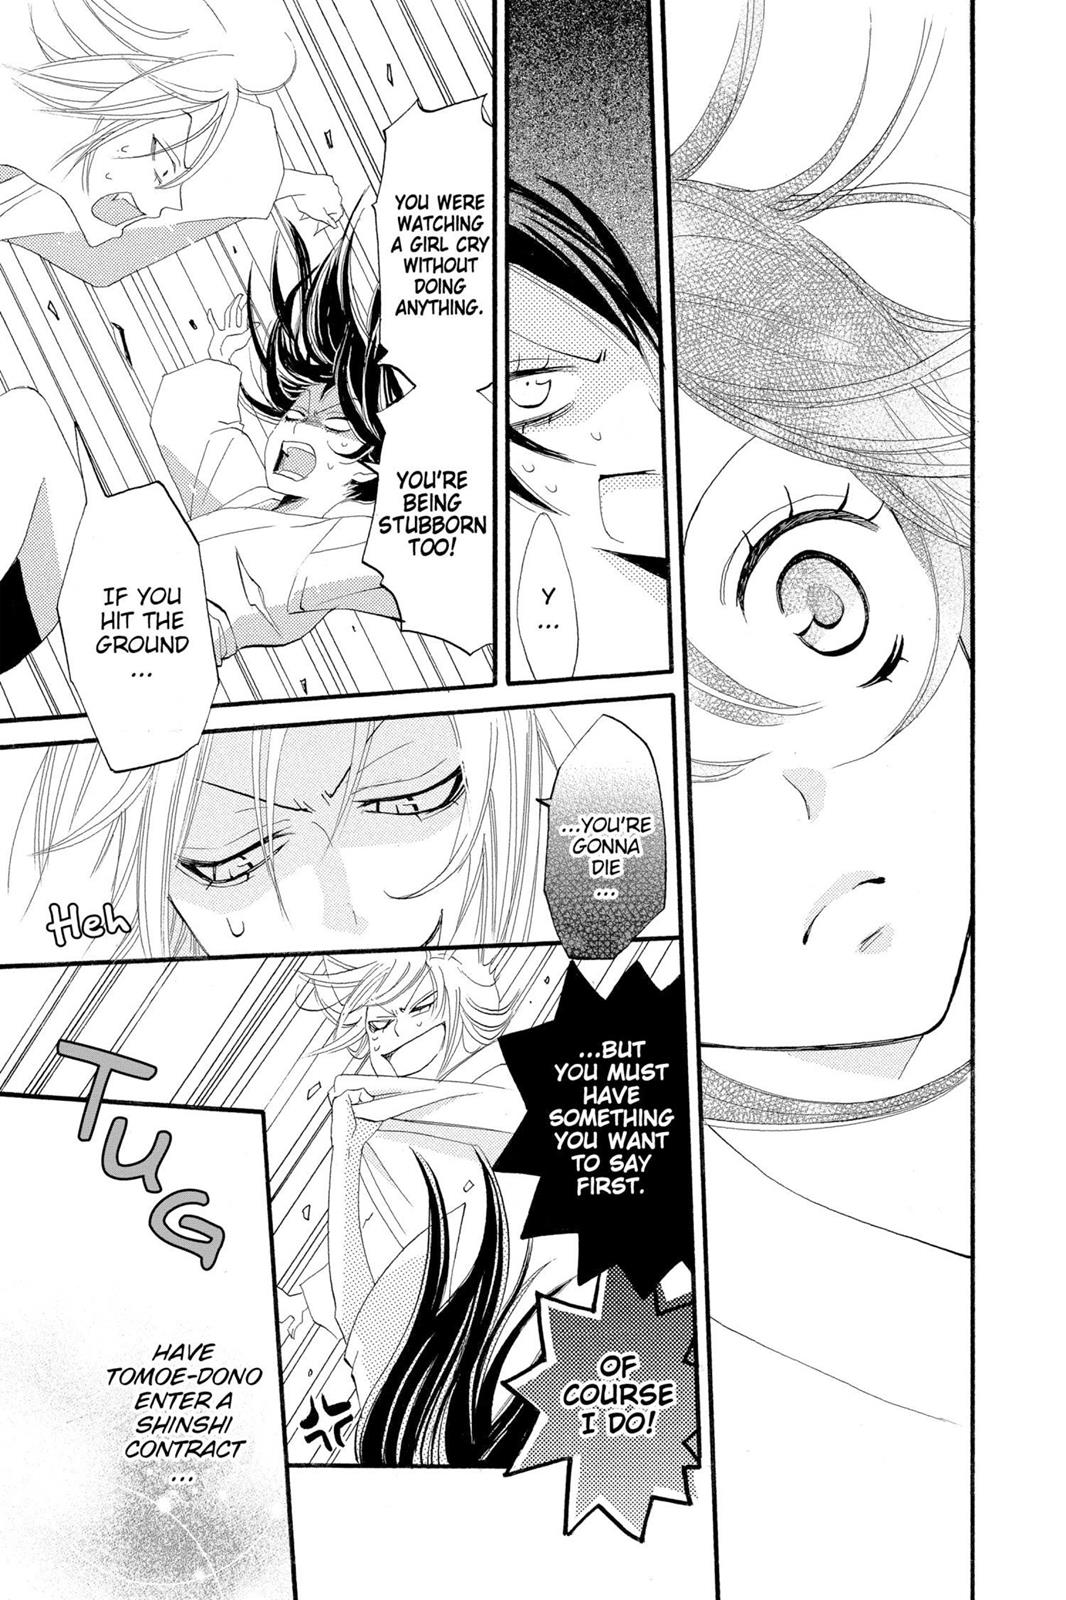 Y
...
YOU WERE
WATCHING
A GIRL CRY
WITHOUT
DOING
ANYTHING.
YOU'RE
BEING
STUBBORN
TOO!
IF YOU
HIT THE
GROUND
...
...YOU'RE
GONNA
DIE
...
Heh
...BUT
YOU MUST
HAVE
SOMETHING
YOU WANT
TO SAY
FIRST.
OF
COURSE
I DO!
TUG
HAVE
TOMOE-DONO
ENTER A
SHINSHI
CONTRACT
...